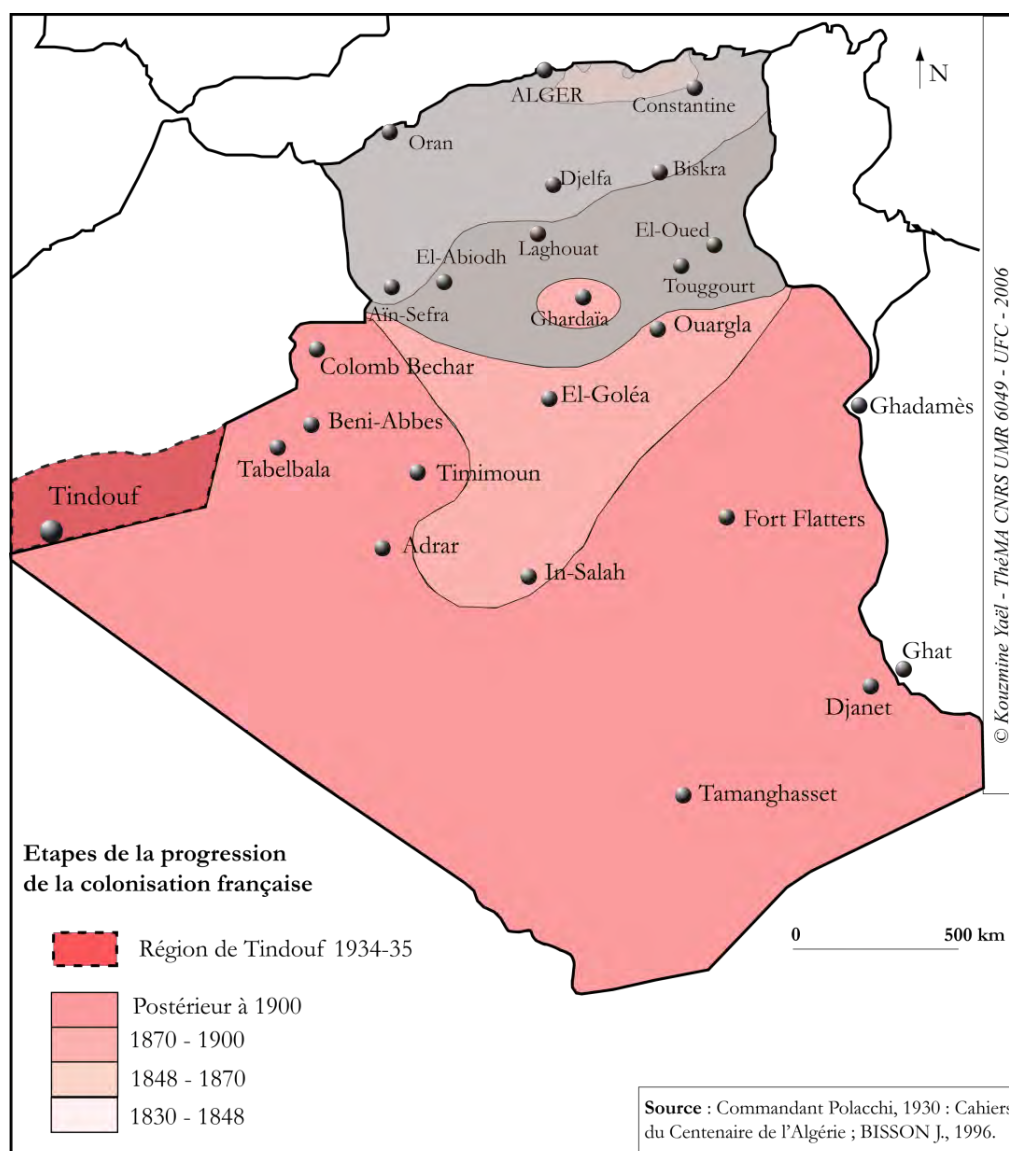 N
ALGER
Constantine
Oran
Djelfa
Biskra
El-Oued
Laghouat
El-Abiodh
Touggourt
Aïn-Sefra
Ghardaïa
Ouargla
Colomb Bechar
El-Goléa
Ghadamès
Beni-Abbes
Tabelbala
Timimoun
Tindouf
Fort Flatters
Adrar
In-Salah
Ghat
Djanet
Tamanghasset
© Kouzmine Yaël - ThéMA CNRS UMR 6049 - UFC - 2006
Etapes de la progression
de la colonisation française
Région de Tindouf 1934-35
Postérieur à 1900
1870 - 1900
1848 - 1870
1830 - 1848
0 500 km
Source : Commandant Polacchi, 1930 : Cahiers
du Centenaire de l'Algérie ; BISSON J., 1996.